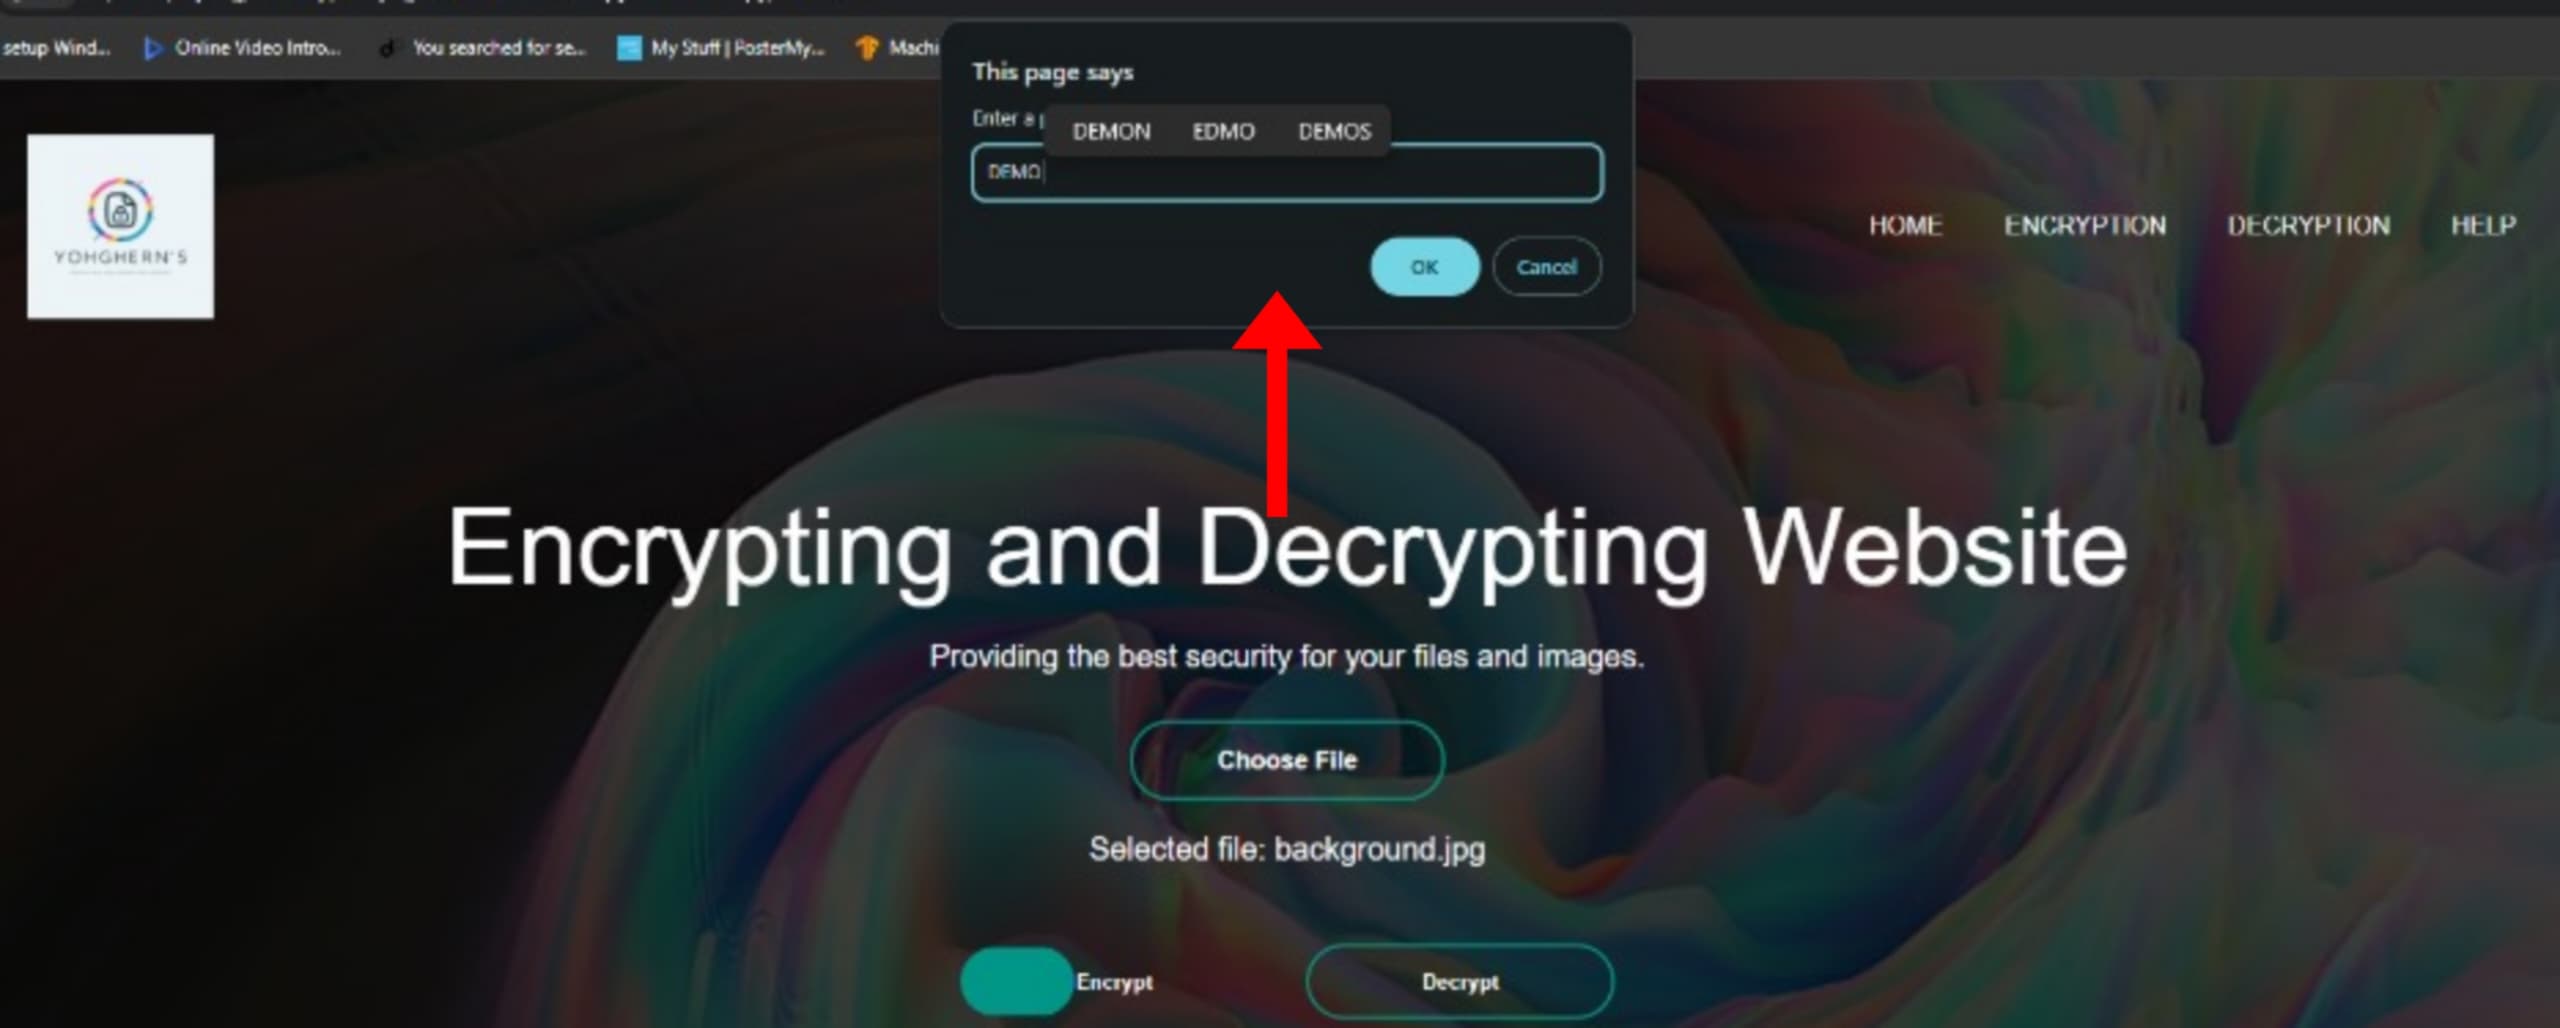 setup Wind... Online Video Intro... You searched for se... My Stuff | PosterMy... Machi
This page says
Enter a
DEMON EDMO DEMOS
DEMO
OK Cancel
YOHGHERN'S
HOME ENCRYPTION DECRYPTION HELP
Encrypting and Decrypting Website
Providing the best security for your files and images.
Choose File
Selected file: background.jpg
Encrypt Decrypt